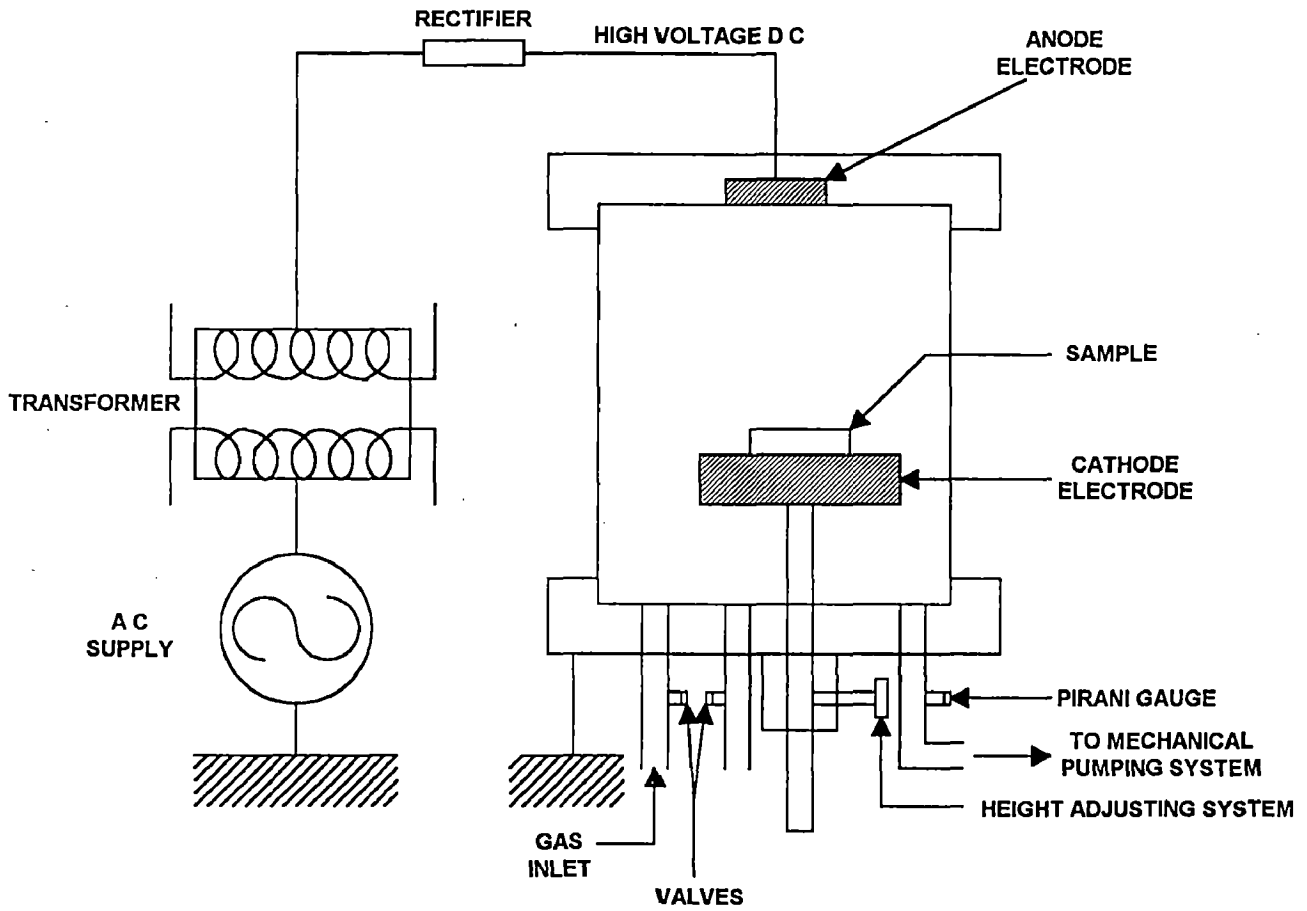 RECTIFIER
HIGH VOLTAGE D C
ANODE
ELECTRODE
SAMPLE
TRANSFORMER
CATHODE
ELECTRODE
A C
SUPPLY
PIRANI GAUGE
TO MECHANICAL
PUMPING SYSTEM
HEIGHT ADJUSTING SYSTEM
GAS
INLET
VALVES